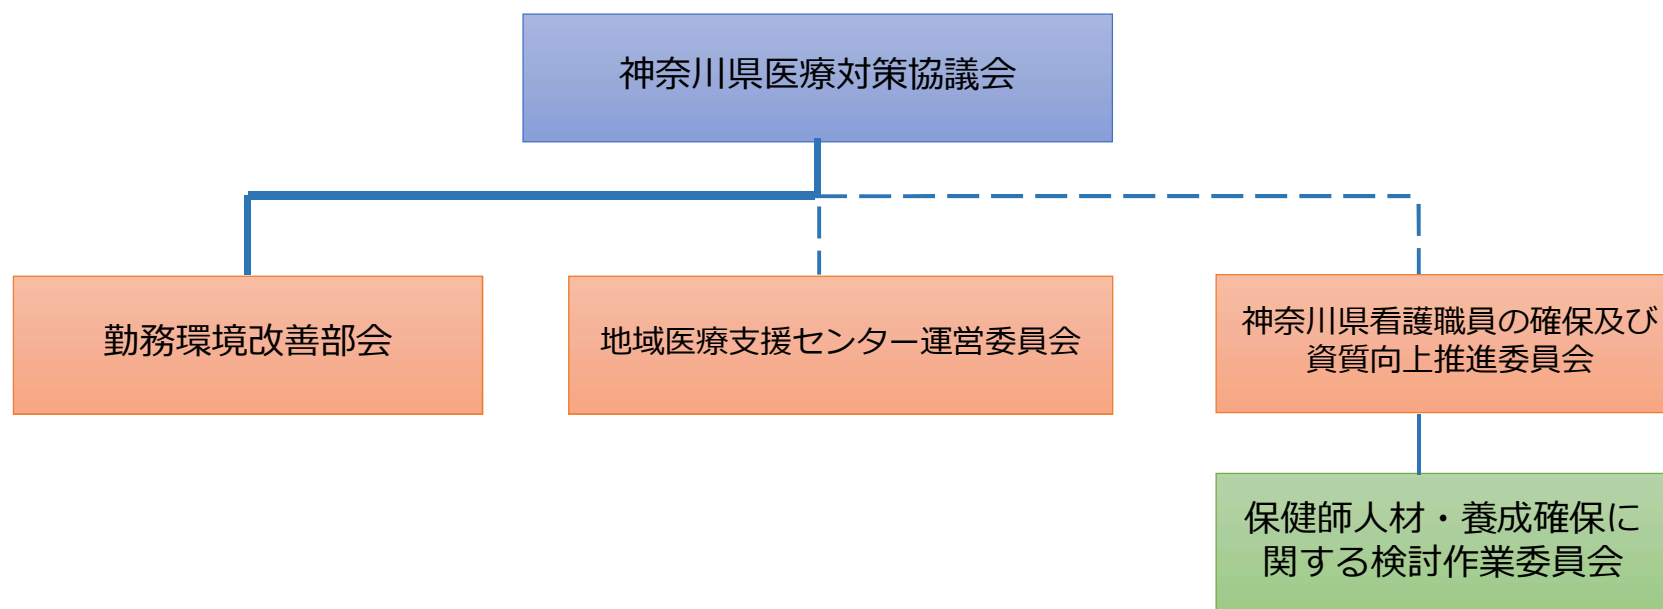 神奈川県医療対策協議会
勤務環境改善部会
地域医療支援センター運営委員会
神奈川県看護職員の確保及び
資質向上推進委員会
保健師人材・養成確保に
関する検討作業委員会